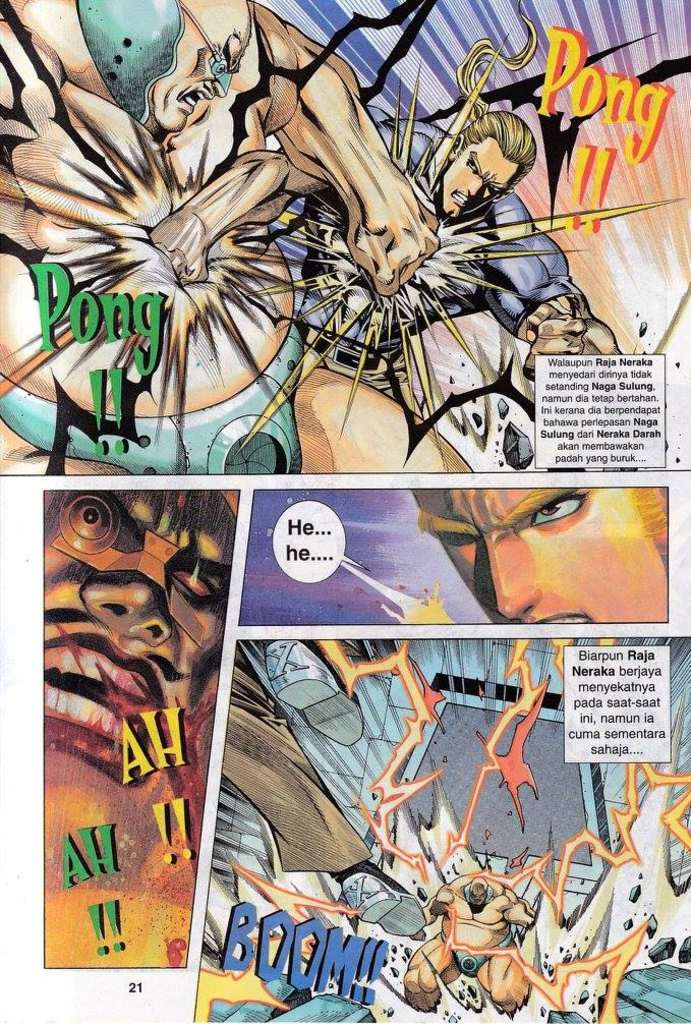 Pong
!!
Pong
!!
Walaupun Raja Neraka
menyedari dirinya tidak
setanding Naga Sulung,
namun dia tetap bertahan.
Ini kerana dia berpendapat
bahawa perlepasan Naga
Sulung dari Neraka Darah
akan membawakan
padah yang buruk....
AH
!!
AH
!!
He...
he....
Biarpun Raja
Neraka berjaya
menyekatnya
pada saat-saat
ini, namun ia
cuma sementara
sahaja....
BOOM!!
21